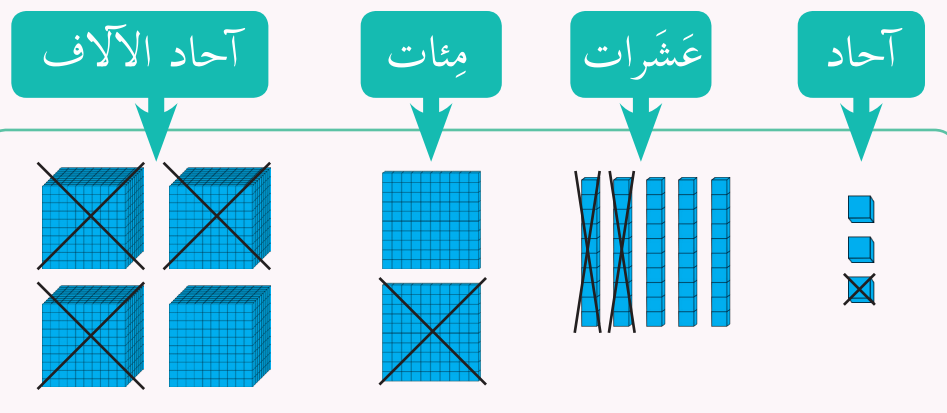 آحاد
عَشَرات
مِئات
آحاد الآلاف